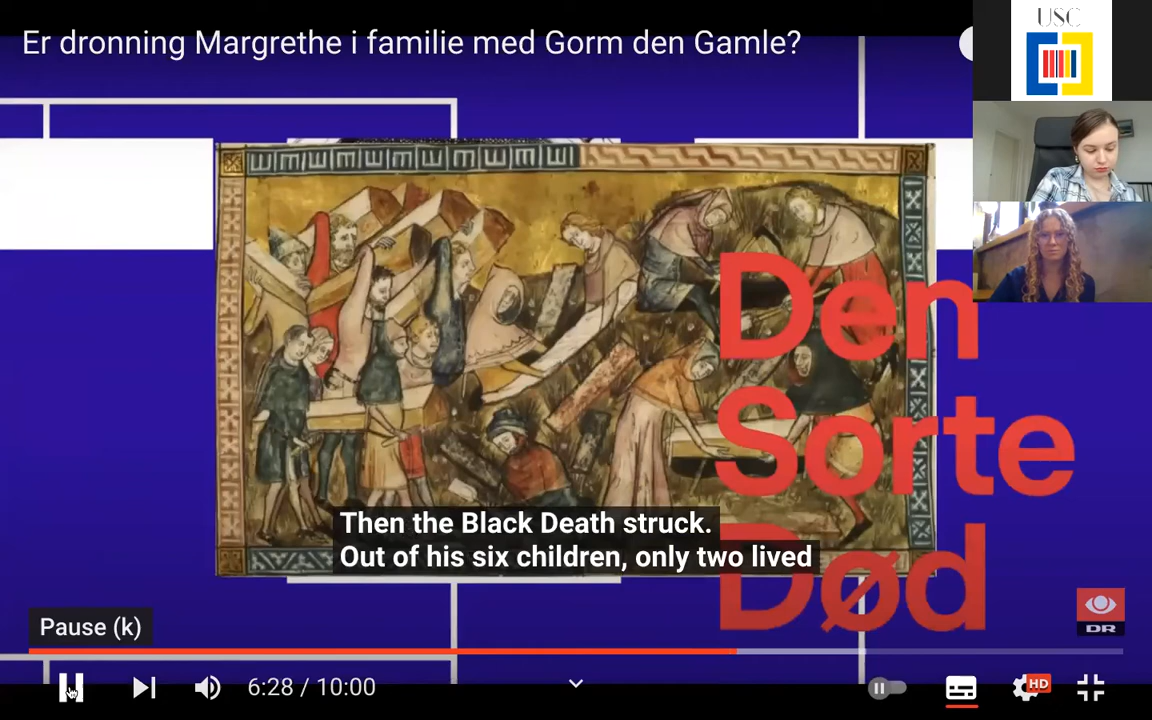 Er dronning Margrethe i familie med Gorm den Gamle?
USC
Den
Sorte
Død
Then the Black Death struck.
Out of his six children, only two lived
DR
Pause (k)
6:28 / 10:00
HD